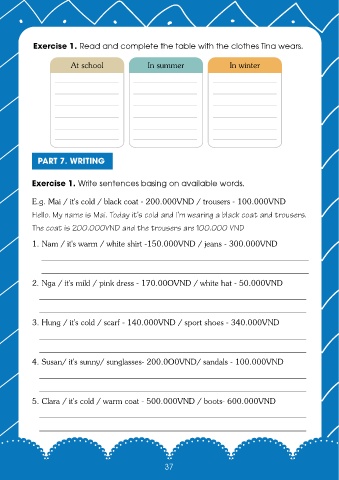 Exercise 1. Read and complete the table with the clothes Tina wears.
At school In summer In winter
PART 7. WRITING
Exercise 1. Write sentences basing on available words.
E.g. Mai / it's cold / black coat - 200.000VND / trousers - 100.000VND
Hello. My name is Mai. Today it's cold and I'm wearing a black coat and trousers.
The coat is 200.000VND and the trousers are 100.000 VND
1. Nam / it's warm / white shirt -150.000VND / jeans - 300.000VND
2. Nga / it's mild / pink dress - 170.000VND / white hat - 50.000VND
3. Hung / it's cold / scarf - 140.000VND / sport shoes - 340.000VND
4. Susan/ it's sunny/ sunglasses- 200.000VND/ sandals - 100.000VND
5. Clara / it's cold / warm coat - 500.000VND / boots- 600.000VND
37